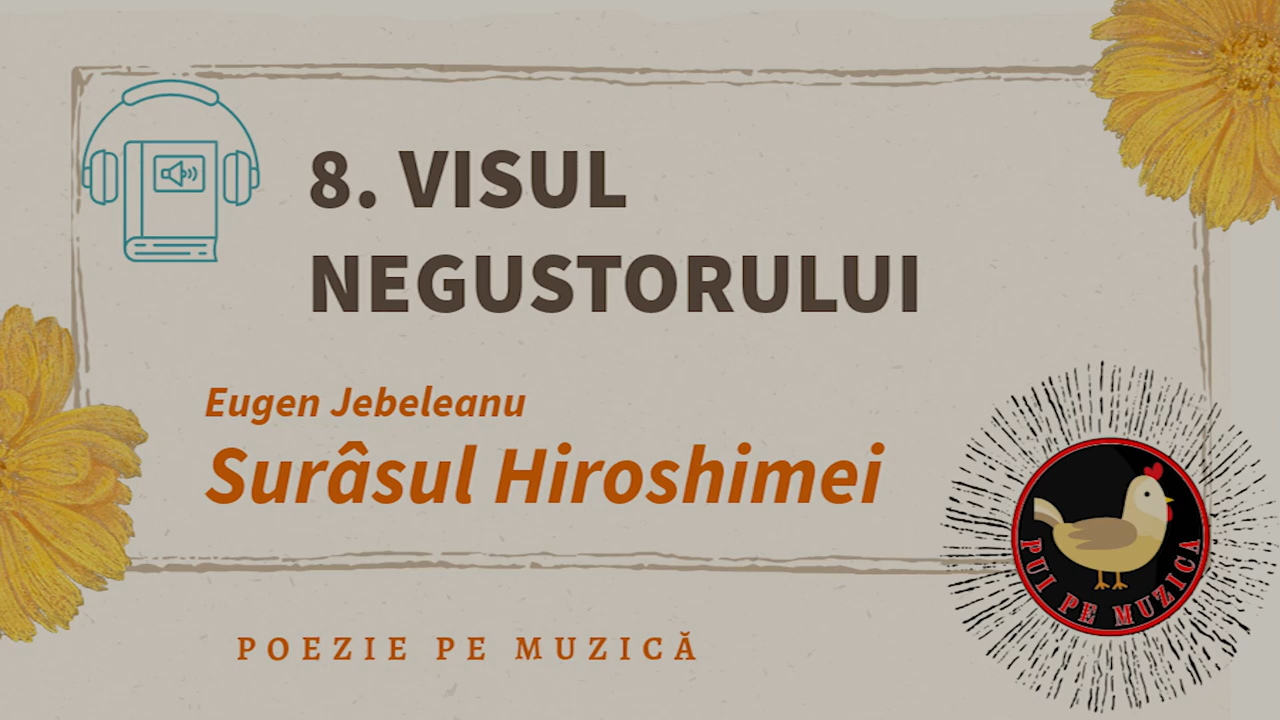 8. VISUL
NEGUSTORULUI
Eugen Jebeleanu
Surâsul Hiroshimei
PUI PE MUZICA
POEZIE PE MUZICĂ